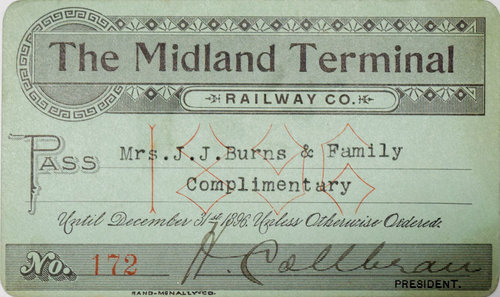 The Midland Terminal
RAILWAY CO.
PASS
Mrs. J. J. Burns & Family
Complimentary
1896
Until December 31st 1896. Unless Otherwise Ordered.
No. 172
H. Collbran
PRESIDENT.
RAND-MCNALLY & CO.